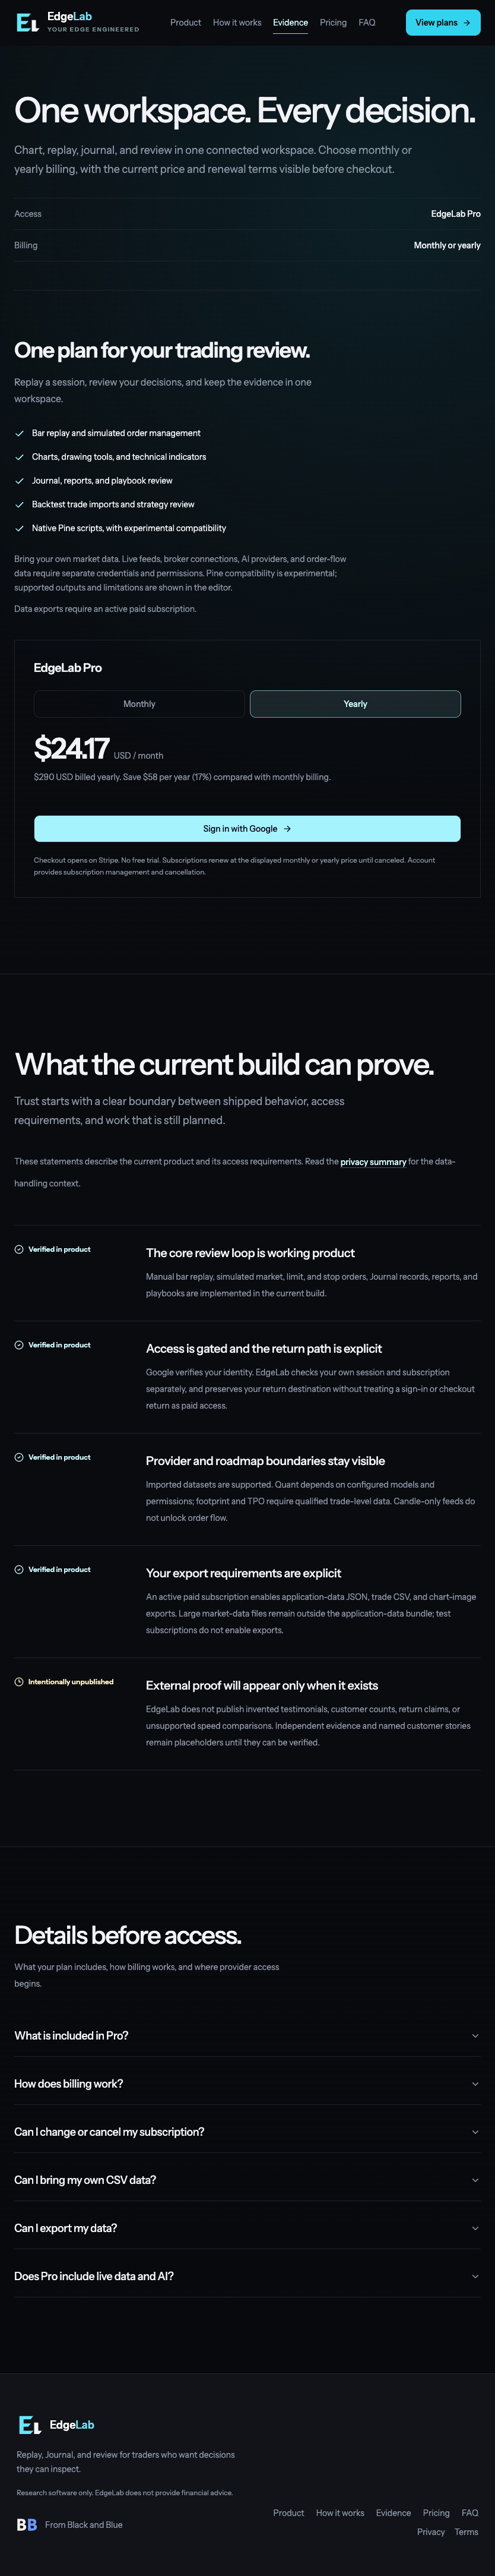 EdgeLab
YOUR EDGE ENGINEERED
Product
How it works
Evidence
Pricing
FAQ
View plans
One workspace. Every decision.
Chart, replay, journal, and review in one connected workspace. Choose monthly or
yearly billing, with the current price and renewal terms visible before checkout.
Access
EdgeLab Pro
Billing
Monthly or yearly
One plan for your trading review.
Replay a session, review your decisions, and keep the evidence in one
workspace.
Bar replay and simulated order management
Charts, drawing tools, and technical indicators
Journal, reports, and playbook review
Backtest trade imports and strategy review
Native Pine scripts, with experimental compatibility
Bring your own market data. Live feeds, broker connections, AI providers, and order-flow
data require separate credentials and permissions. Pine compatibility is experimental;
supported outputs and limitations are shown in the editor.
Data exports require an active paid subscription.
EdgeLab Pro
Monthly
Yearly
$24.17 USD / month
$290 USD billed yearly. Save $58 per year (17%) compared with monthly billing.
Sign in with Google
Checkout opens on Stripe. No free trial. Subscriptions renew at the displayed monthly or yearly price until canceled. Account
provides subscription management and cancellation.
What the current build can prove.
Trust starts with a clear boundary between shipped behavior, access
requirements, and work that is still planned.
These statements describe the current product and its access requirements. Read the privacy summary for the data-
handling context.
Verified in product
The core review loop is working product
Manual bar replay, simulated market, limit, and stop orders, Journal records, reports, and
playbooks are implemented in the current build.
Verified in product
Access is gated and the return path is explicit
Google verifies your identity. EdgeLab checks your own session and subscription
separately, and preserves your return destination without treating a sign-in or checkout
return as paid access.
Verified in product
Provider and roadmap boundaries stay visible
Imported datasets are supported. Quant depends on configured models and
permissions; footprint and TPO require qualified trade-level data. Candle-only feeds do
not unlock order flow.
Verified in product
Your export requirements are explicit
An active paid subscription enables application-data JSON, trade CSV, and chart-image
exports. Large market-data files remain outside the application-data bundle; test
subscriptions do not enable exports.
Intentionally unpublished
External proof will appear only when it exists
EdgeLab does not publish invented testimonials, customer counts, return claims, or
unsupported speed comparisons. Independent evidence and named customer stories
remain placeholders until they can be verified.
Details before access.
What your plan includes, how billing works, and where provider access
begins.
What is included in Pro?
How does billing work?
Can I change or cancel my subscription?
Can I bring my own CSV data?
Can I export my data?
Does Pro include live data and AI?
EdgeLab
Replay, Journal, and review for traders who want decisions
they can inspect.
Research software only. EdgeLab does not provide financial advice.
BB From Black and Blue
Product
How it works
Evidence
Pricing
FAQ
Privacy
Terms